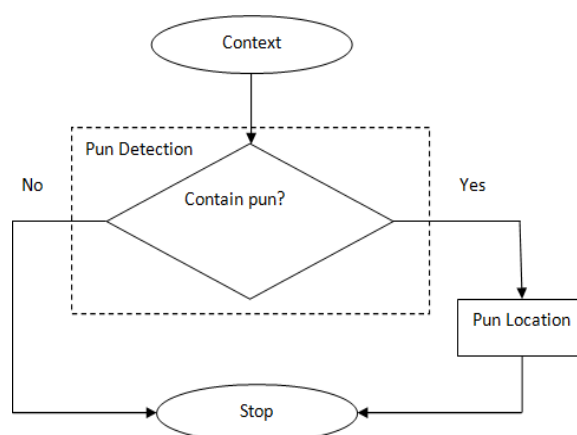 Context
Pun Detection
No
Contain pun?
Yes
Pun Location
Stop